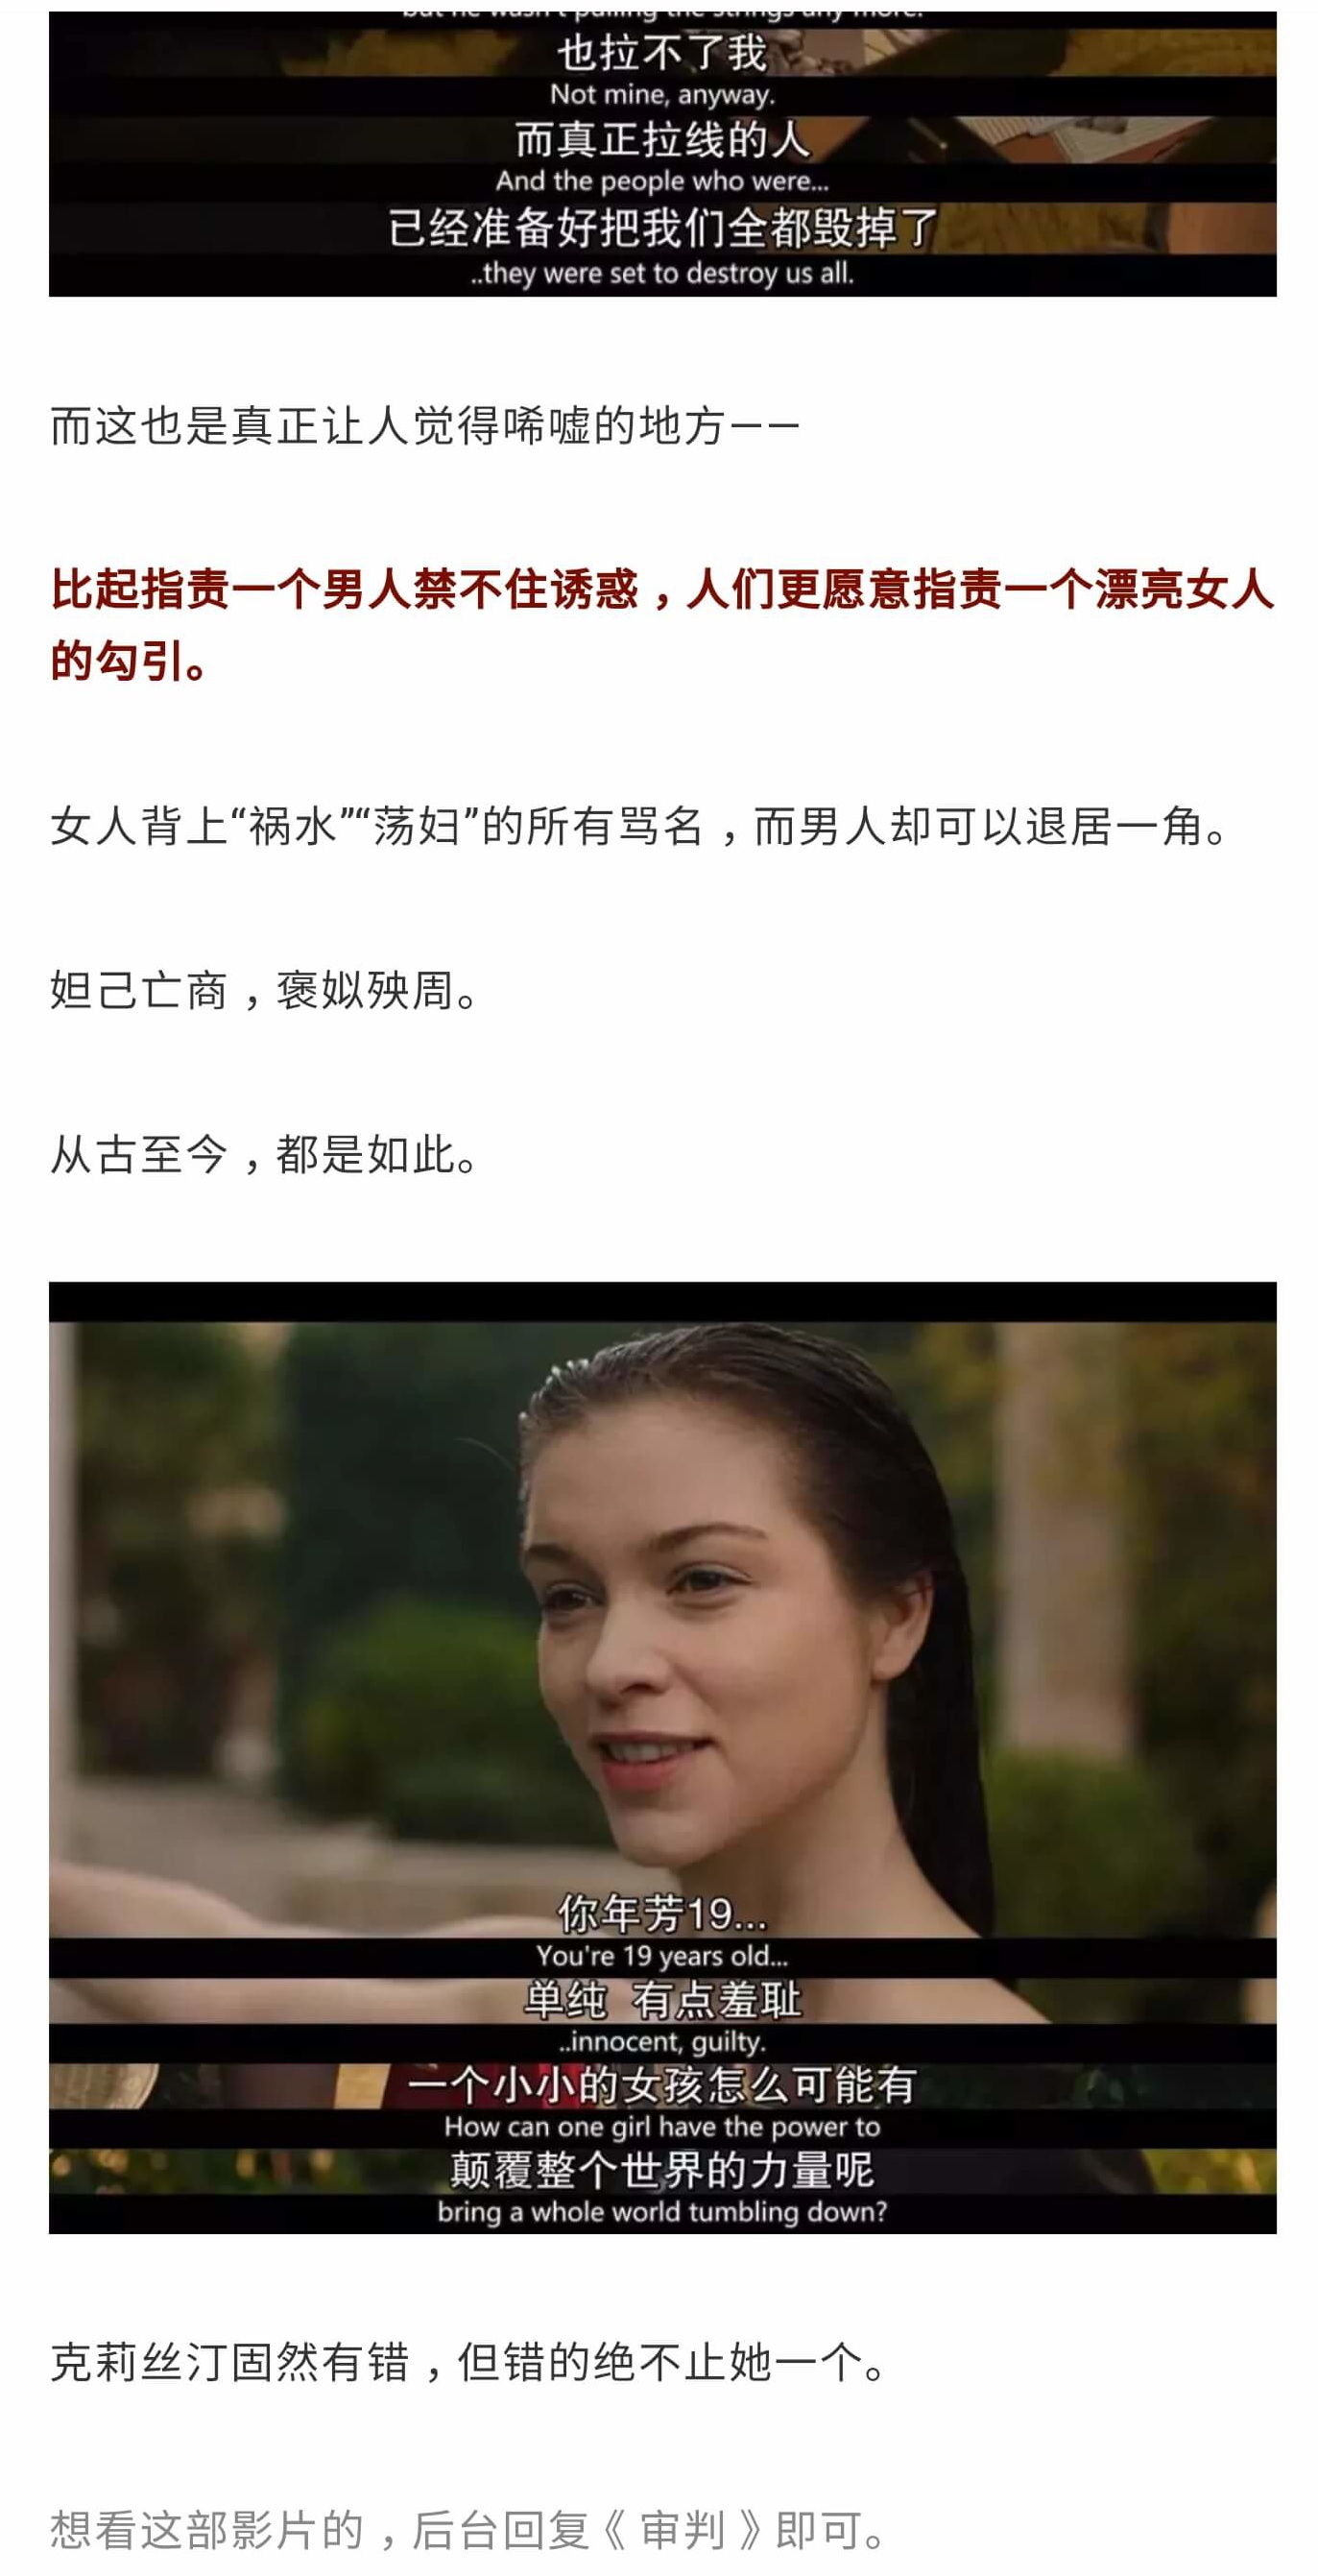 but he wasn't pulling the strings any more.
也拉不了我
Not mine, anyway.
而真正拉线的人
And the people who were...
已经准备好把我们全都毁掉了
..they were set to destroy us all.
而这也是真正让人觉得唏嘘的地方——
比起指责一个男人禁不住诱惑，人们更愿意指责一个漂亮女人
的勾引。
女人背上“祸水”“荡妇”的所有骂名，而男人却可以退居一角。
妲己亡商，褒姒殃周。
从古至今，都是如此。
你年芳19...
You're 19 years old...
单纯 有点羞耻
..innocent, guilty.
一个小小的女孩怎么可能有
How can one girl have the power to
颠覆整个世界的力量呢
bring a whole world tumbling down?
克莉丝汀固然有错，但错的绝不止她一个。
想看这部影片的，后台回复《 审判 》即可。